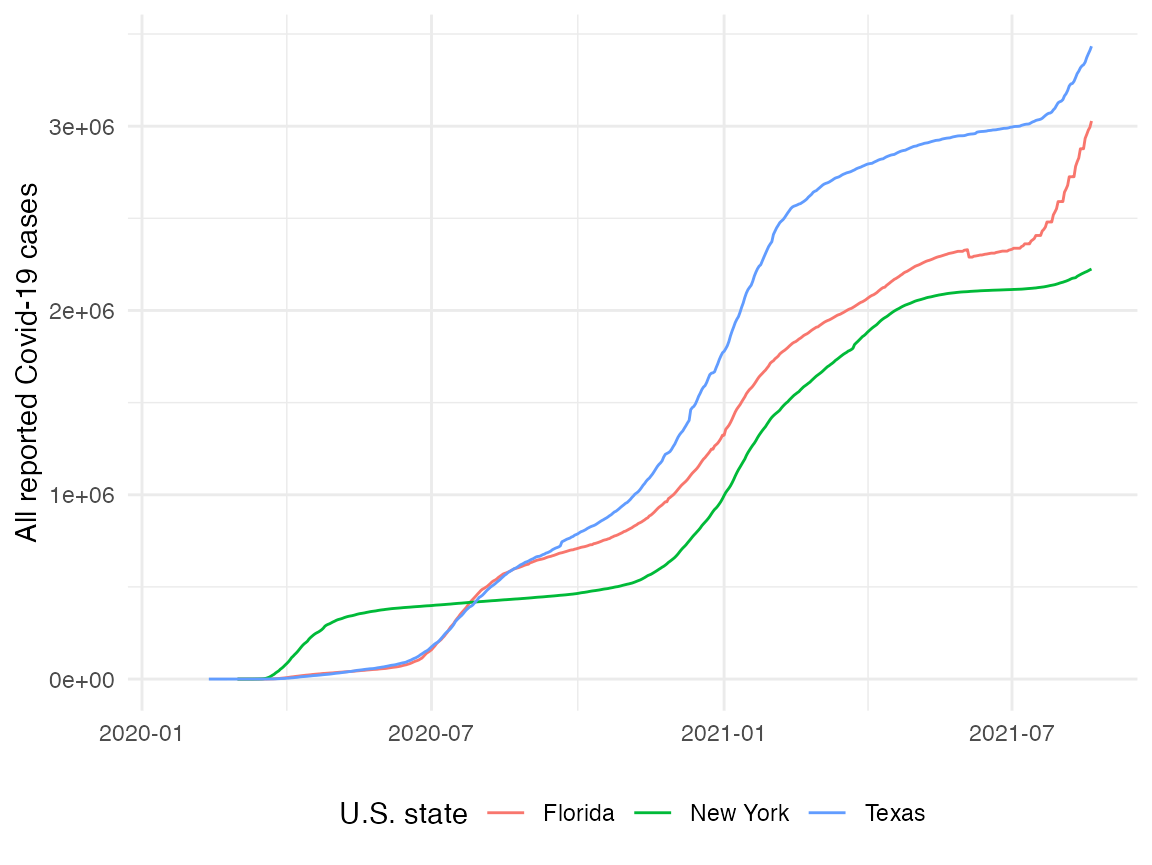 All reported Covid-19 cases
3e+06
2e+06
1e+06
0e+00
2020-01 2020-07 2021-01 2021-07
U.S. state Florida New York Texas